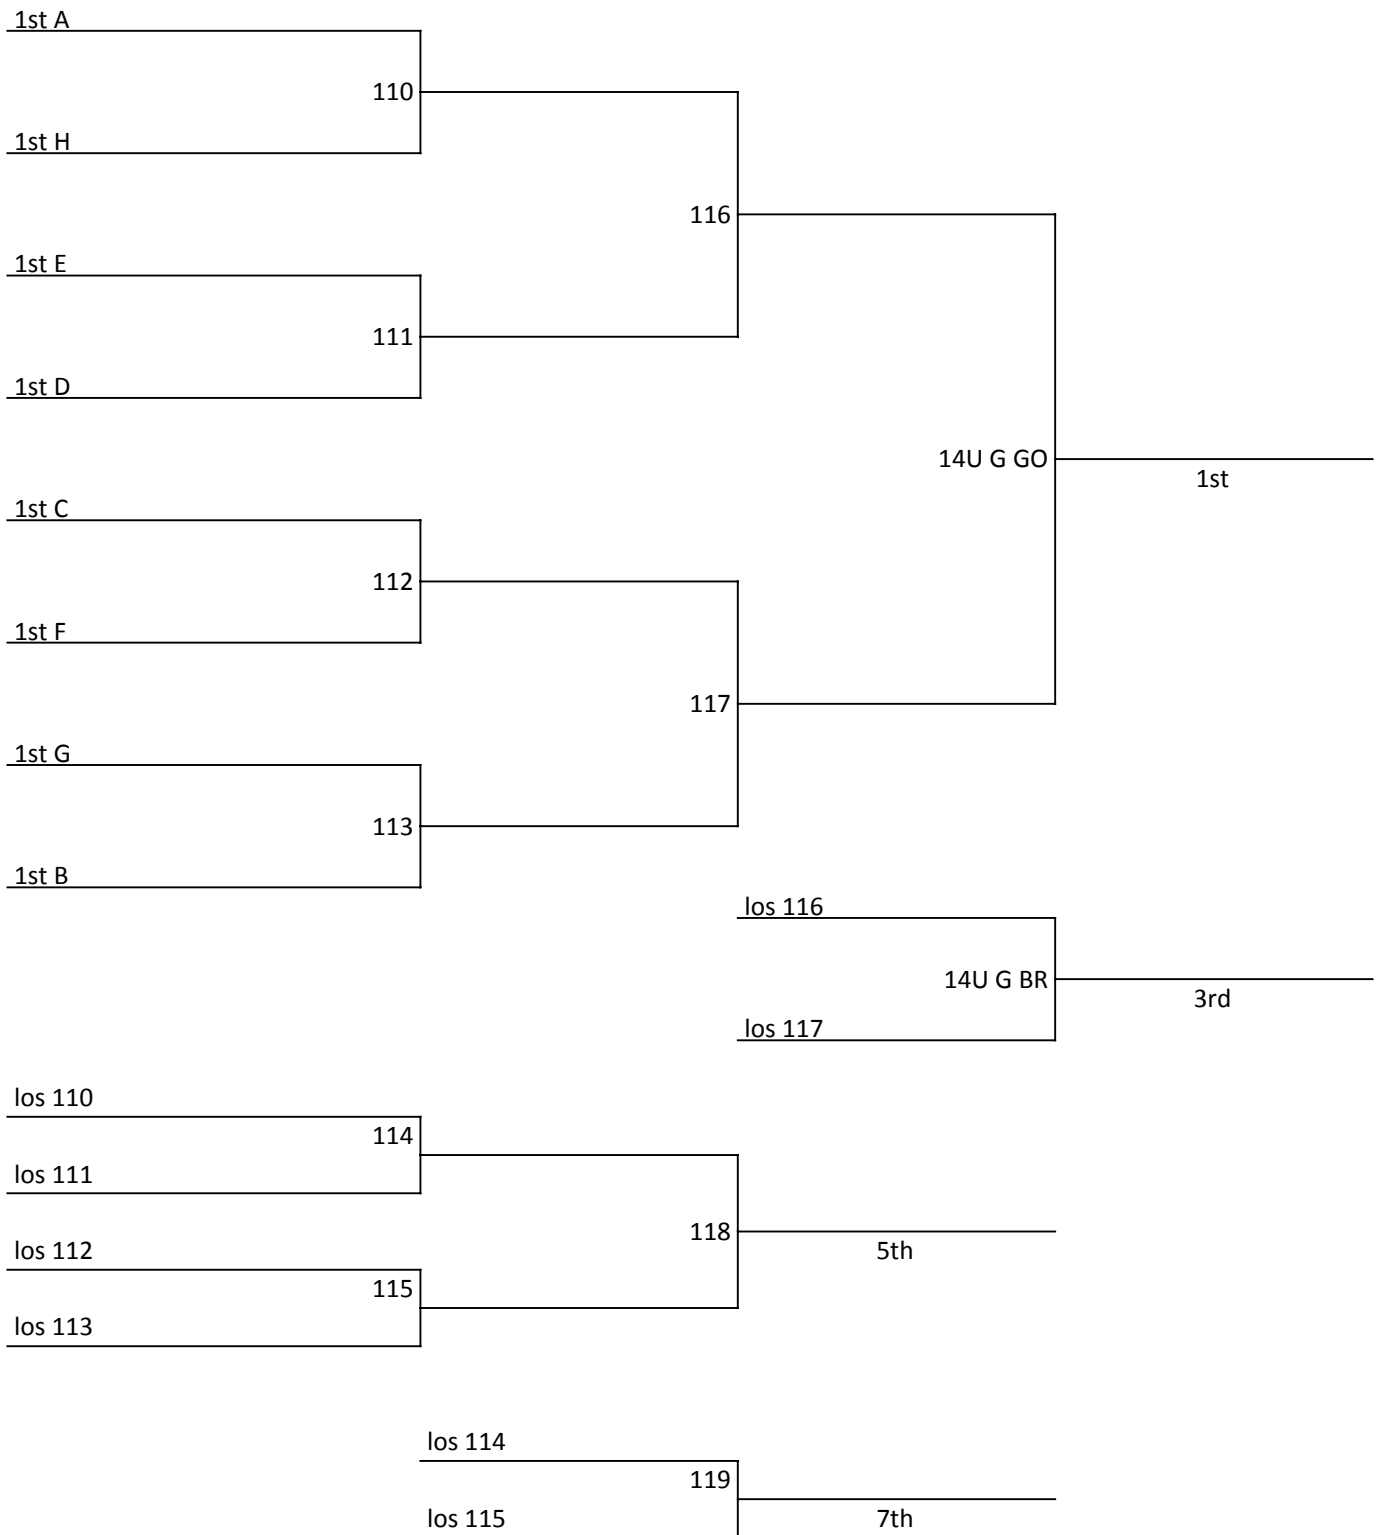 1st A
110
1st H
116
1st E
111
1st D
14U G GO
1st
1st C
112
1st F
117
1st G
113
1st B
los 116
14U G BR
3rd
los 117
los 110
114
los 111
118
5th
los 112
115
los 113
los 114
119
los 115
7th